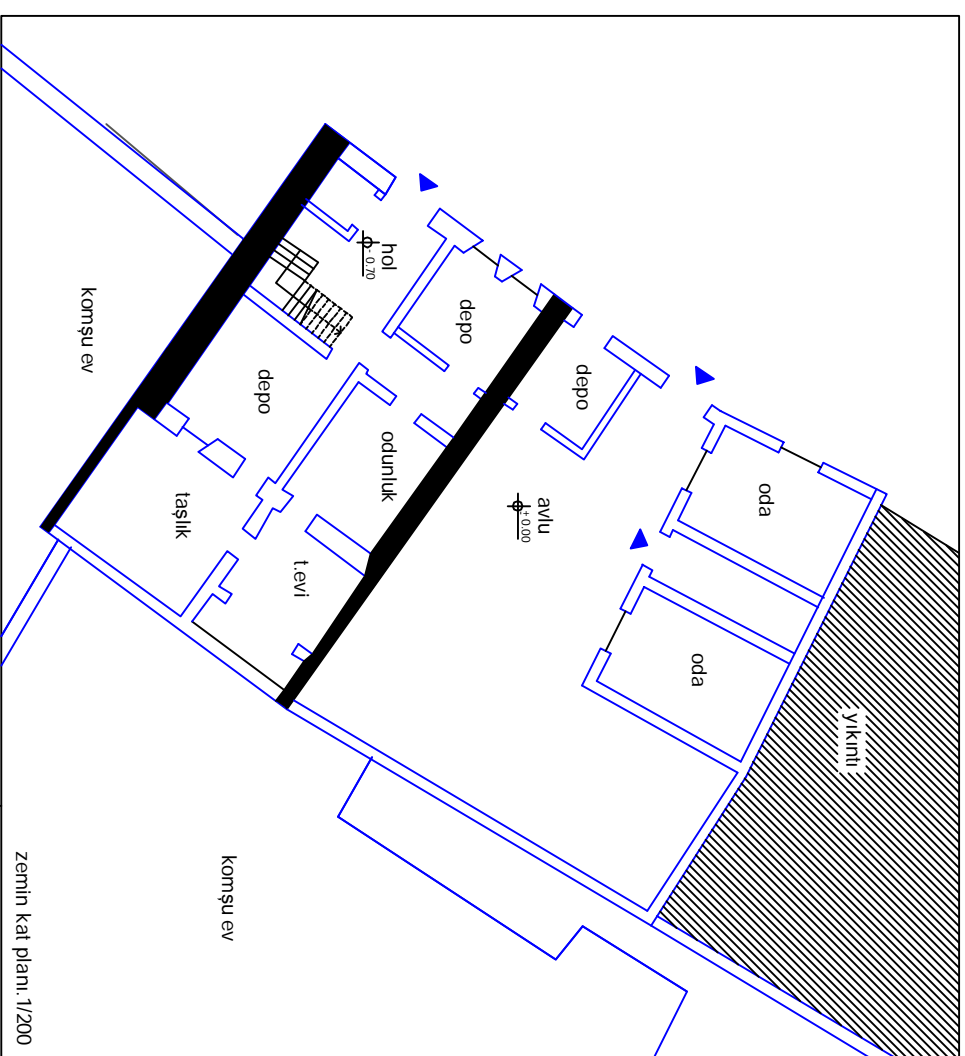 yıkıntı
oda
oda
depo
avlu
+ 0.00
depo
hol
- 0.70
odunluk
t.evi
depo
komşu ev
taşlık
komşu ev
zemin kat planı.1/200